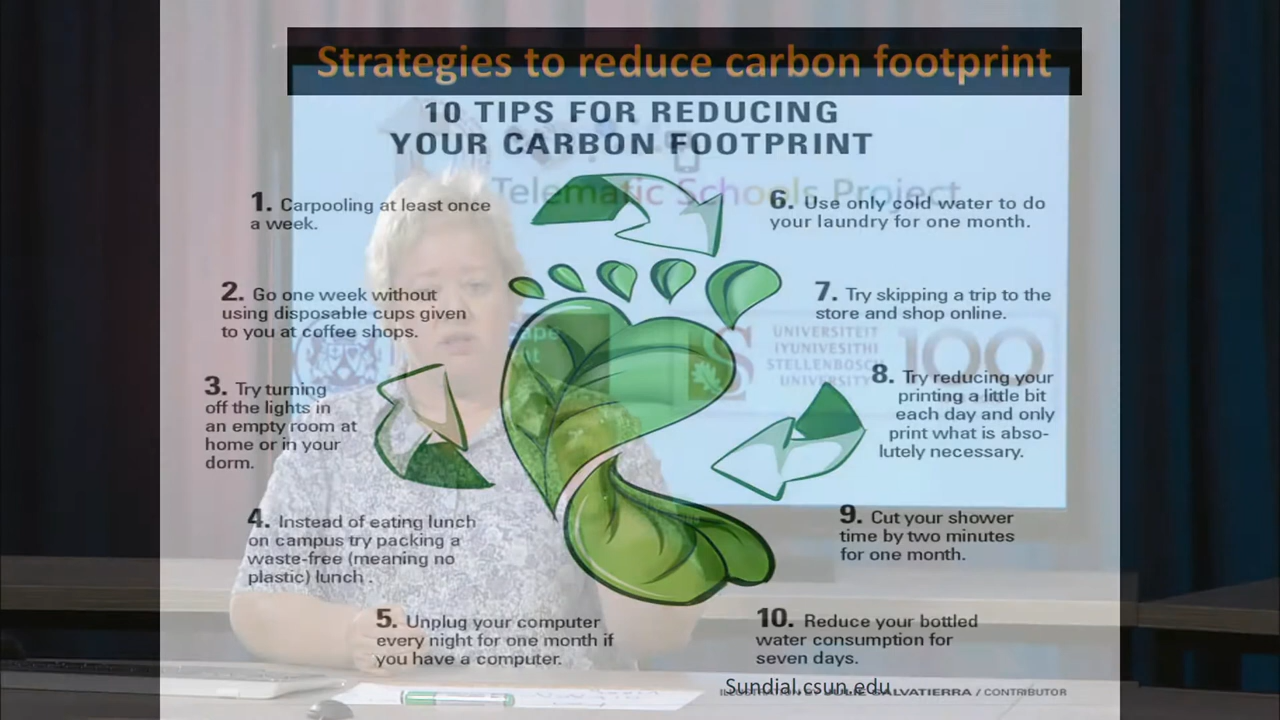 Strategies to reduce carbon footprint
10 TIPS FOR REDUCING
YOUR CARBON FOOTPRINT
Telematic Schools Project
1. Carpooling at least once
a week.
2. Go one week without
using disposable cups given
to you at coffee shops.
3. Try turning
off the lights in
an empty room at
home or in your
dorm.
4. Instead of eating lunch
on campus try packing a
waste-free (meaning no
plastic) lunch .
5. Unplug your computer
every night for one month if
you have a computer.
6. Use only cold water to do
your laundry for one month.
7. Try skipping a trip to the
store and shop online.
UNIVERSITEIT
IYUNIVESITHI
STELLENBOSCH
UNIVERSITY
100
8. Try reducing your
printing a little bit
each day and only
print what is abso-
lutely necessary.
9. Cut your shower
time by two minutes
for one month.
10. Reduce your bottled
water consumption for
seven days.
Sundial.csun.edu
JULIE SALVATIERRA / CONTRIBUTOR